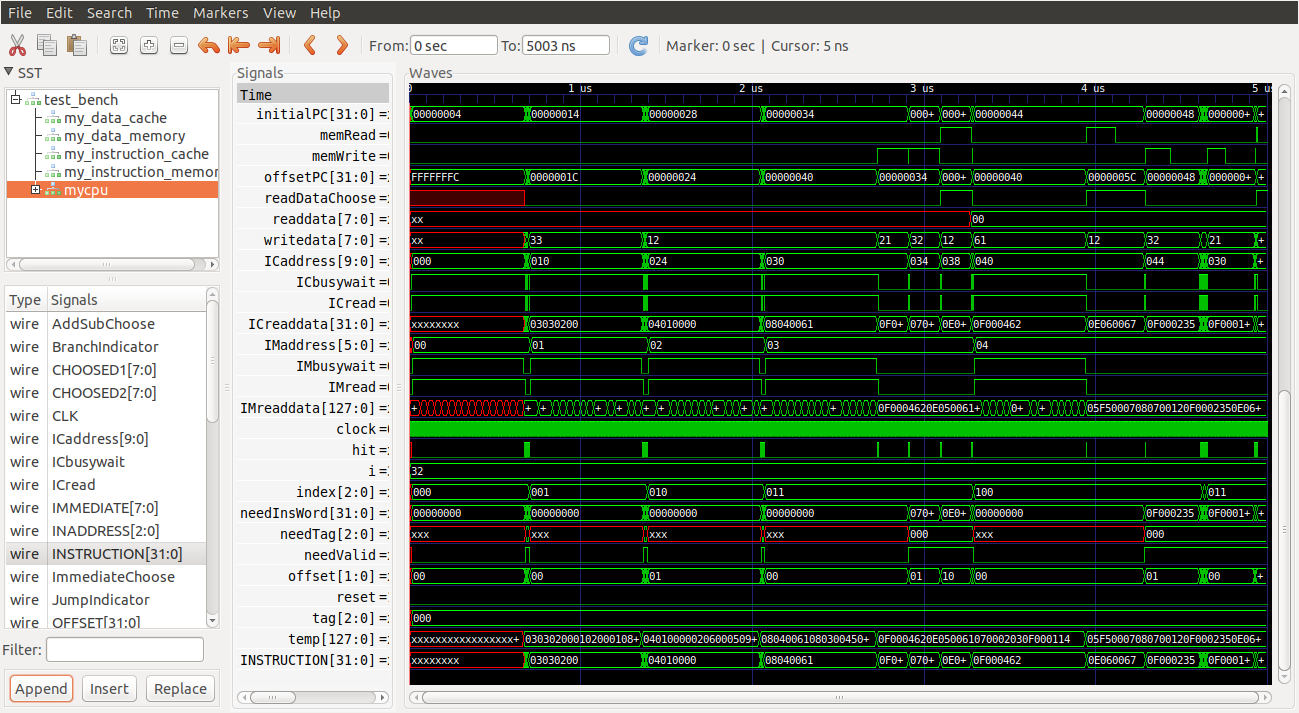 File Edit Search Time Markers View Help
From: 0 sec To: 5003 ns Marker: 0 sec | Cursor: 5 ns
SST
test_bench
my_data_cache
my_data_memory
my_instruction_cache
my_instruction_memor
mycpu
Type Signals
wire AddSubChoose
wire BranchIndicator
wire CHOOSED1[7:0]
wire CHOOSED2[7:0]
wire CLK
wire ICaddress[9:0]
wire ICbusywait
wire ICread
wire IMMEDIATE[7:0]
wire INADDRESS[2:0]
wire INSTRUCTION[31:0]
wire ImmediateChoose
wire JumpIndicator
wire OFFSET[31:0]
Filter:
Append Insert Replace
Signals
Time
Waves
0 1 us 2 us 3 us 4 us 5 us
initialPC[31:0] = 00000004 00000014 00000028 00000034 000+ 000+ 00000044 00000048 000000+ +
memRead =
memWrite =
offsetPC[31:0] = FFFFFFFC 0000001C 00000024 00000040 00000034 000+ 00000040 0000005C 00000048 000000+ +
readDataChoose =
readdata[7:0] = xx 00
writedata[7:0] = xx 33 12 21 32 12 61 12 32 21 +
ICaddress[9:0] = 000 010 024 030 034 038 040 044 030 +
ICbusywait =
ICread =
ICreaddata[31:0] = xxxxxxxx 03030200 04010000 08040061 0F0+ 070+ 0E0+ 0F000462 0E060067 0F000235 0F0001+ +
IMaddress[5:0] = 00 01 02 03 04
IMbusywait =
IMread =
IMreaddata[127:0] = + + + + + + + + + + + 0F0004620E050061+ 0+ + 05F50007080700120F0002350E06+
clock =
hit =
i = 32
index[2:0] = 000 001 010 011 100 011
needInsWord[31:0] = 00000000 00000000 00000000 00000000 070+ 0E0+ 00000000 0F000235 0F0001+ +
needTag[2:0] = xxx xxx xxx xxx 000 xxx 000
needValid =
offset[1:0] = 00 00 01 00 01 10 00 01 00 +
reset =
tag[2:0] = 000
temp[127:0] = xxxxxxxxxxxxxxxxx+ 030302000102000108+ 040100000206000509+ 08040061080300450+ 0F0004620E050061070002030F000114 05F50007080700120F0002350E06+
INSTRUCTION[31:0] = xxxxxxxx 03030200 04010000 08040061 0F0+ 070+ 0E0+ 0F000462 0E060067 0F000235 0F0001+ +